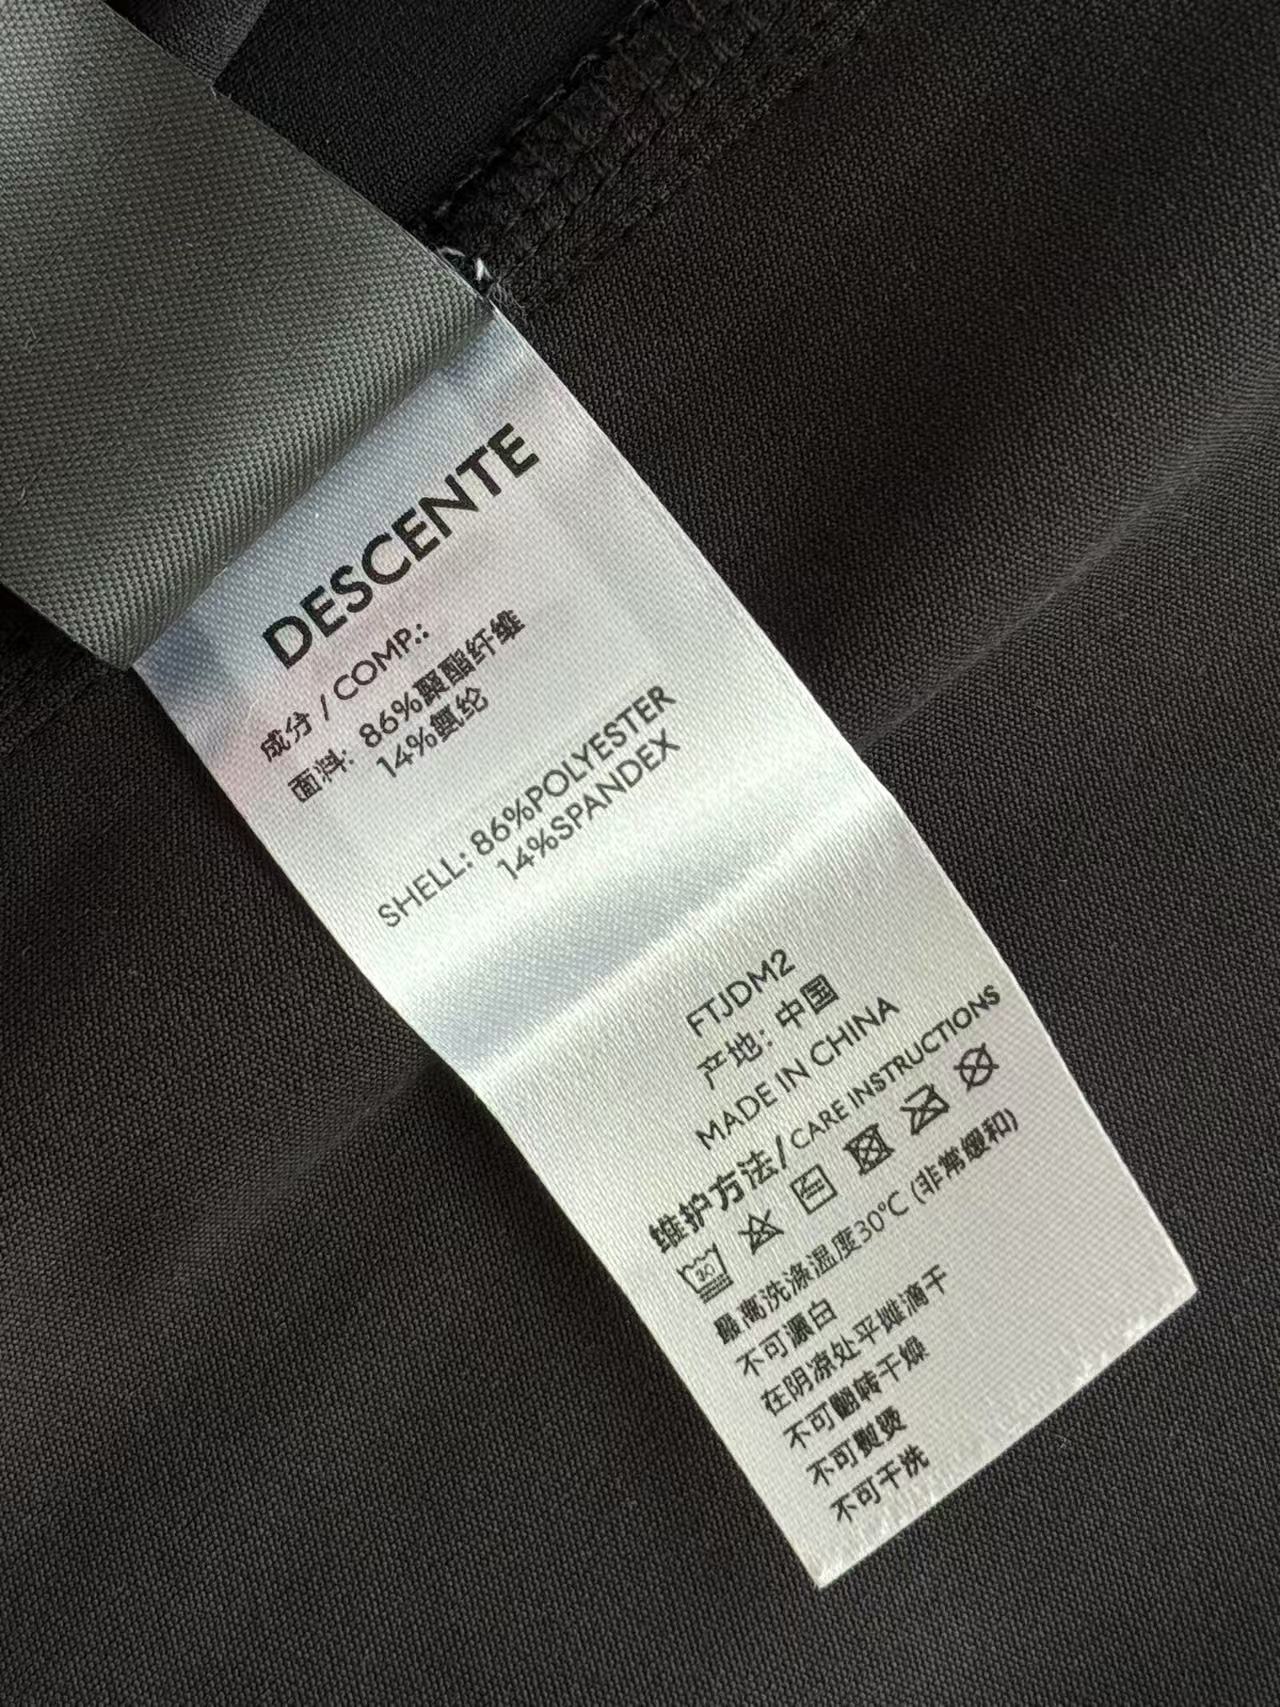 DESCENTE
成分 / COMP.:
面料: 86%聚酯纤维
14%氨纶
SHELL: 86%POLYESTER
14%SPANDEX
FTJDM2
产地: 中国
MADE IN CHINA
维护方法/CARE INSTRUCTIONS
30
最高洗涤温度30°C (非常缓和)
不可漂白
在阴凉处平摊滴干
不可翻转干燥
不可熨烫
不可干洗